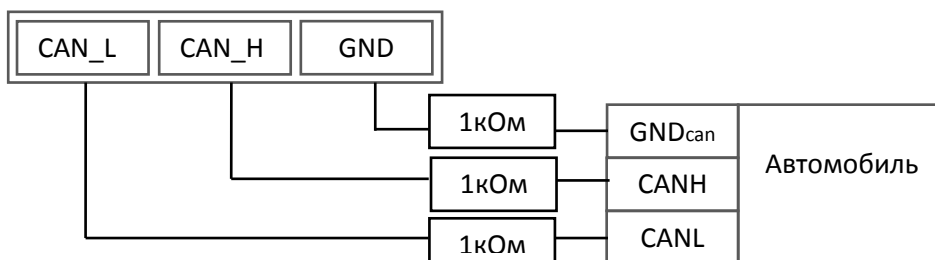 CAN_L CAN_H GND
1кОм GNDcan
1кОм CANH Автомобиль
1кОм CANL